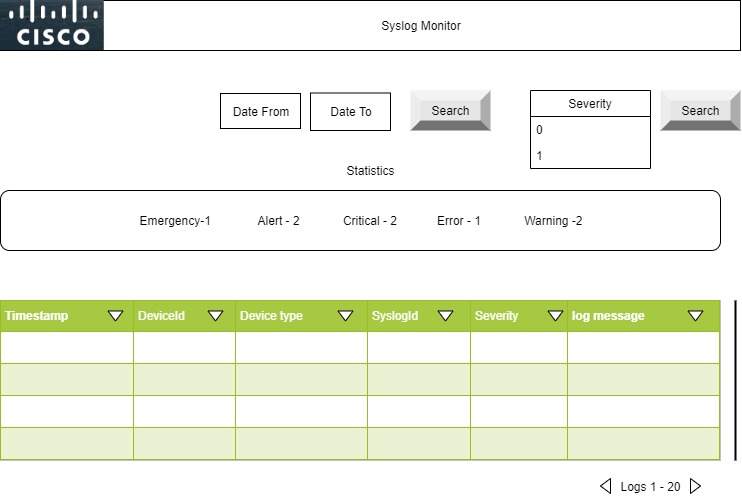 CISCO
Syslog Monitor
Date From
Date To
Search
Severity
0
1
Search
Statistics
Emergency-1
Alert - 2
Critical - 2
Error - 1
Warning -2
Timestamp
DeviceId
Device type
SyslogId
Severity
log message
Logs 1 - 20